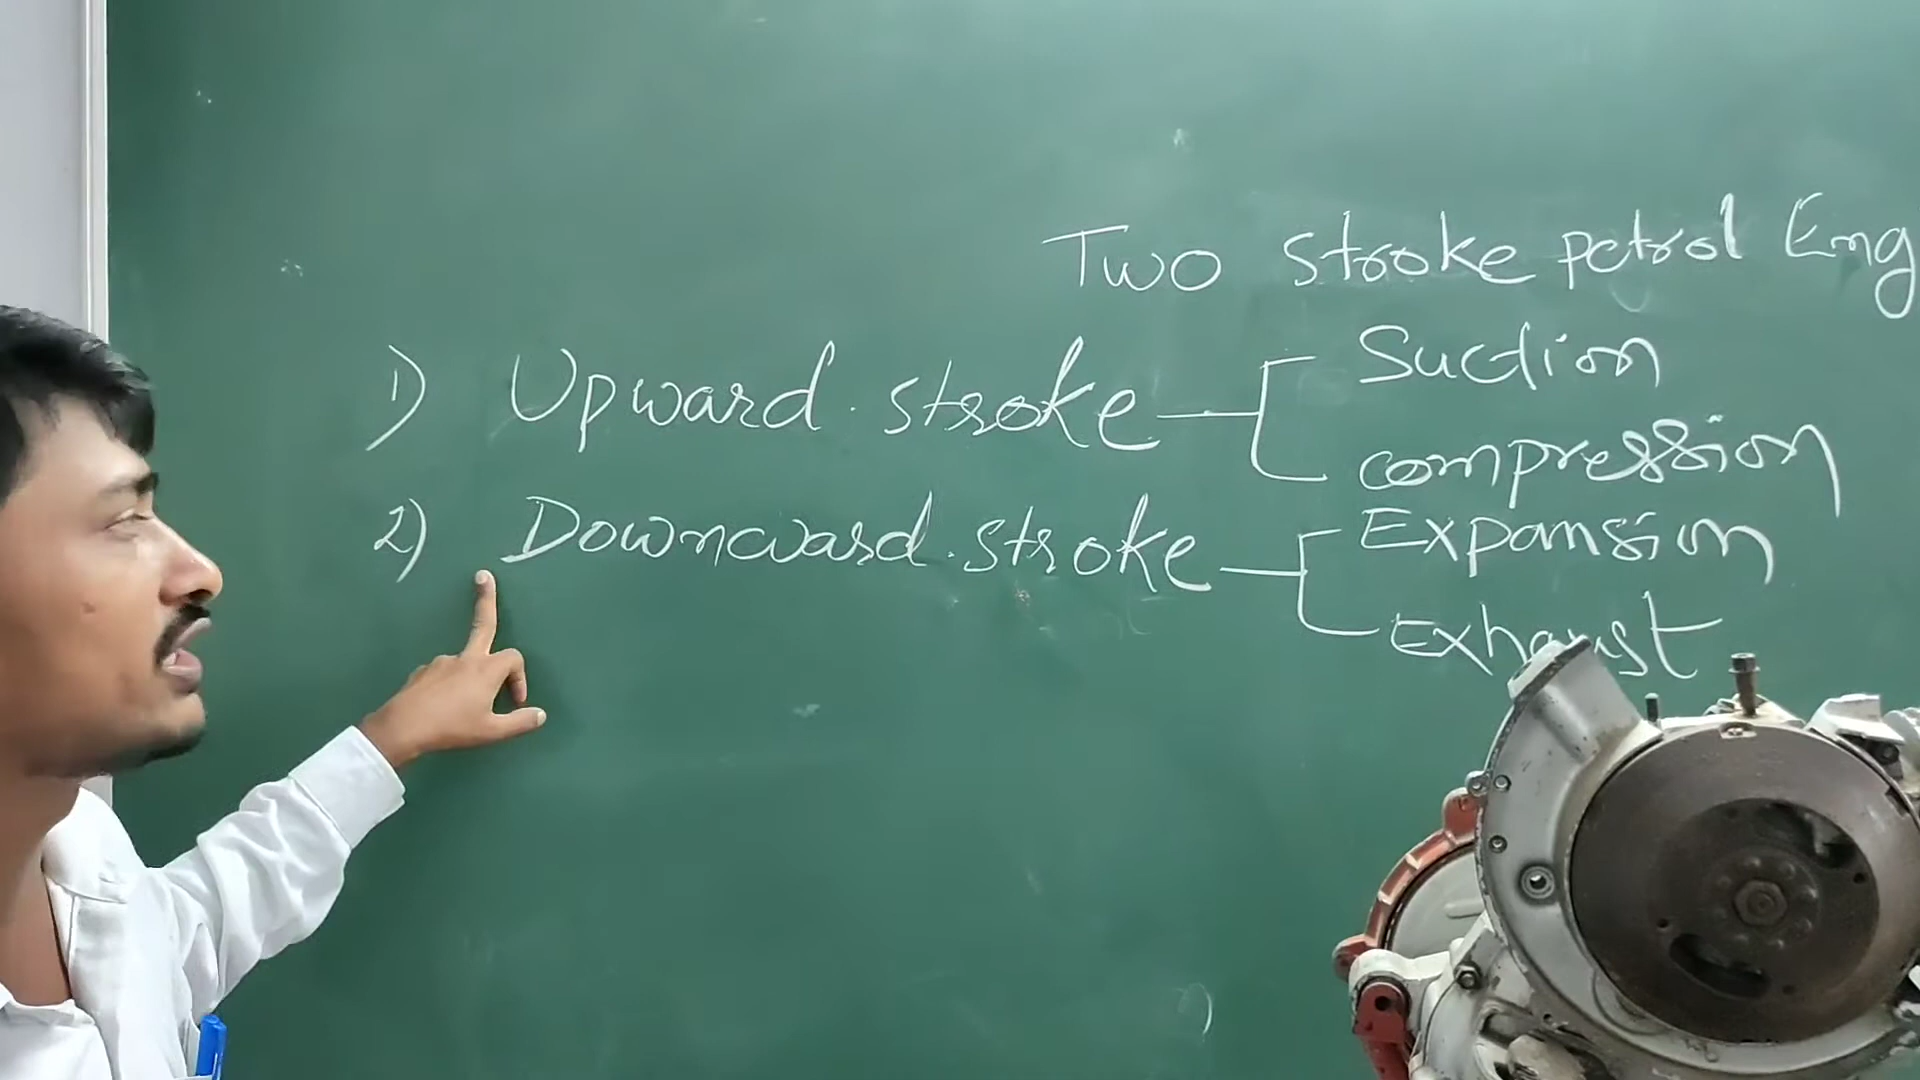 Two stroke petrol Eng
1) Upward stroke
Suction
compression
2) Downward stroke
Expansion
Exhaust